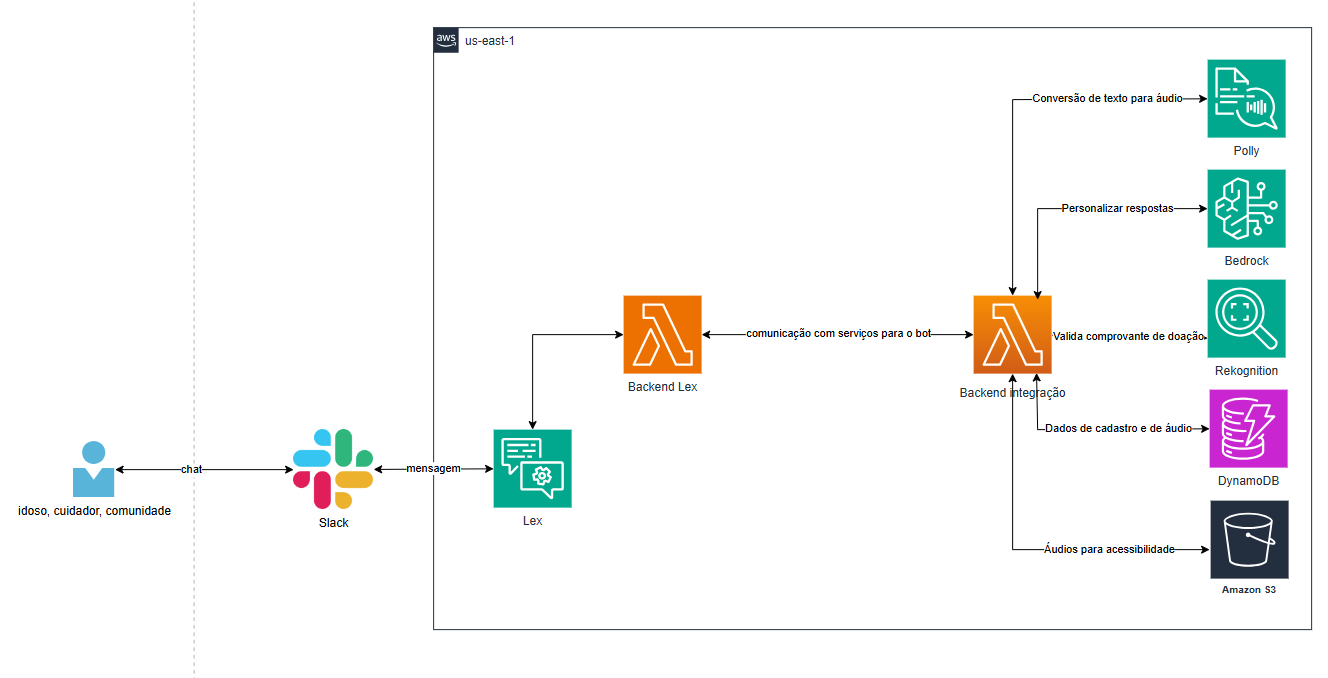 aws us-east-1
Conversão de texto para áudio
Polly
Personalizar respostas
Bedrock
comunicação com serviços para o bot
Valida comprovante de doação
Rekognition
Backend Lex
Backend integração
Dados de cadastro e de áudio
DynamoDB
chat
mensagem
idoso, cuidador, comunidade
Slack
Lex
Áudios para acessibilidade
Amazon S3